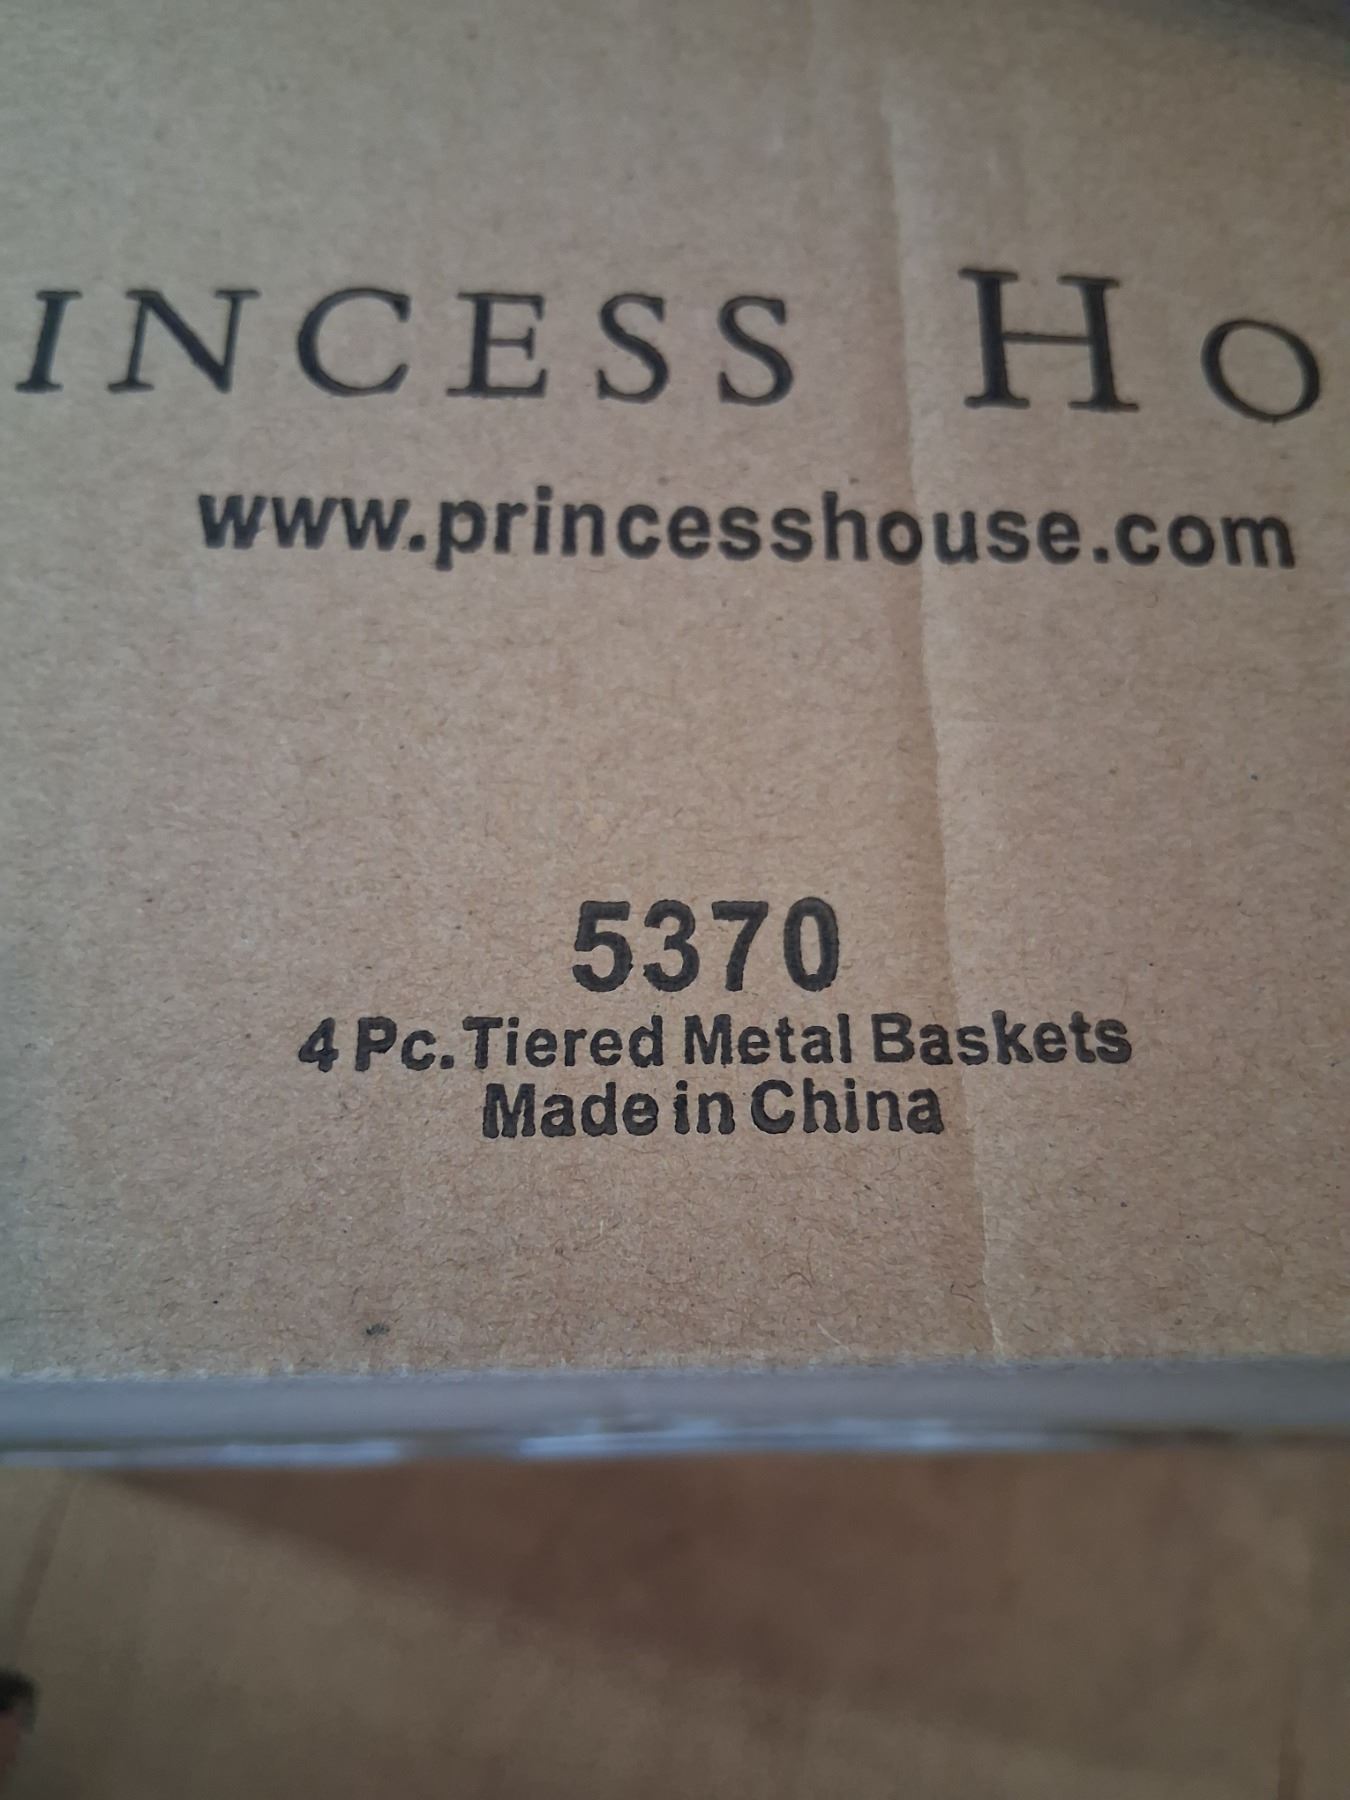 INCESS HO
www.princesshouse.com
5370
4 Pc. Tiered Metal Baskets
Made in China